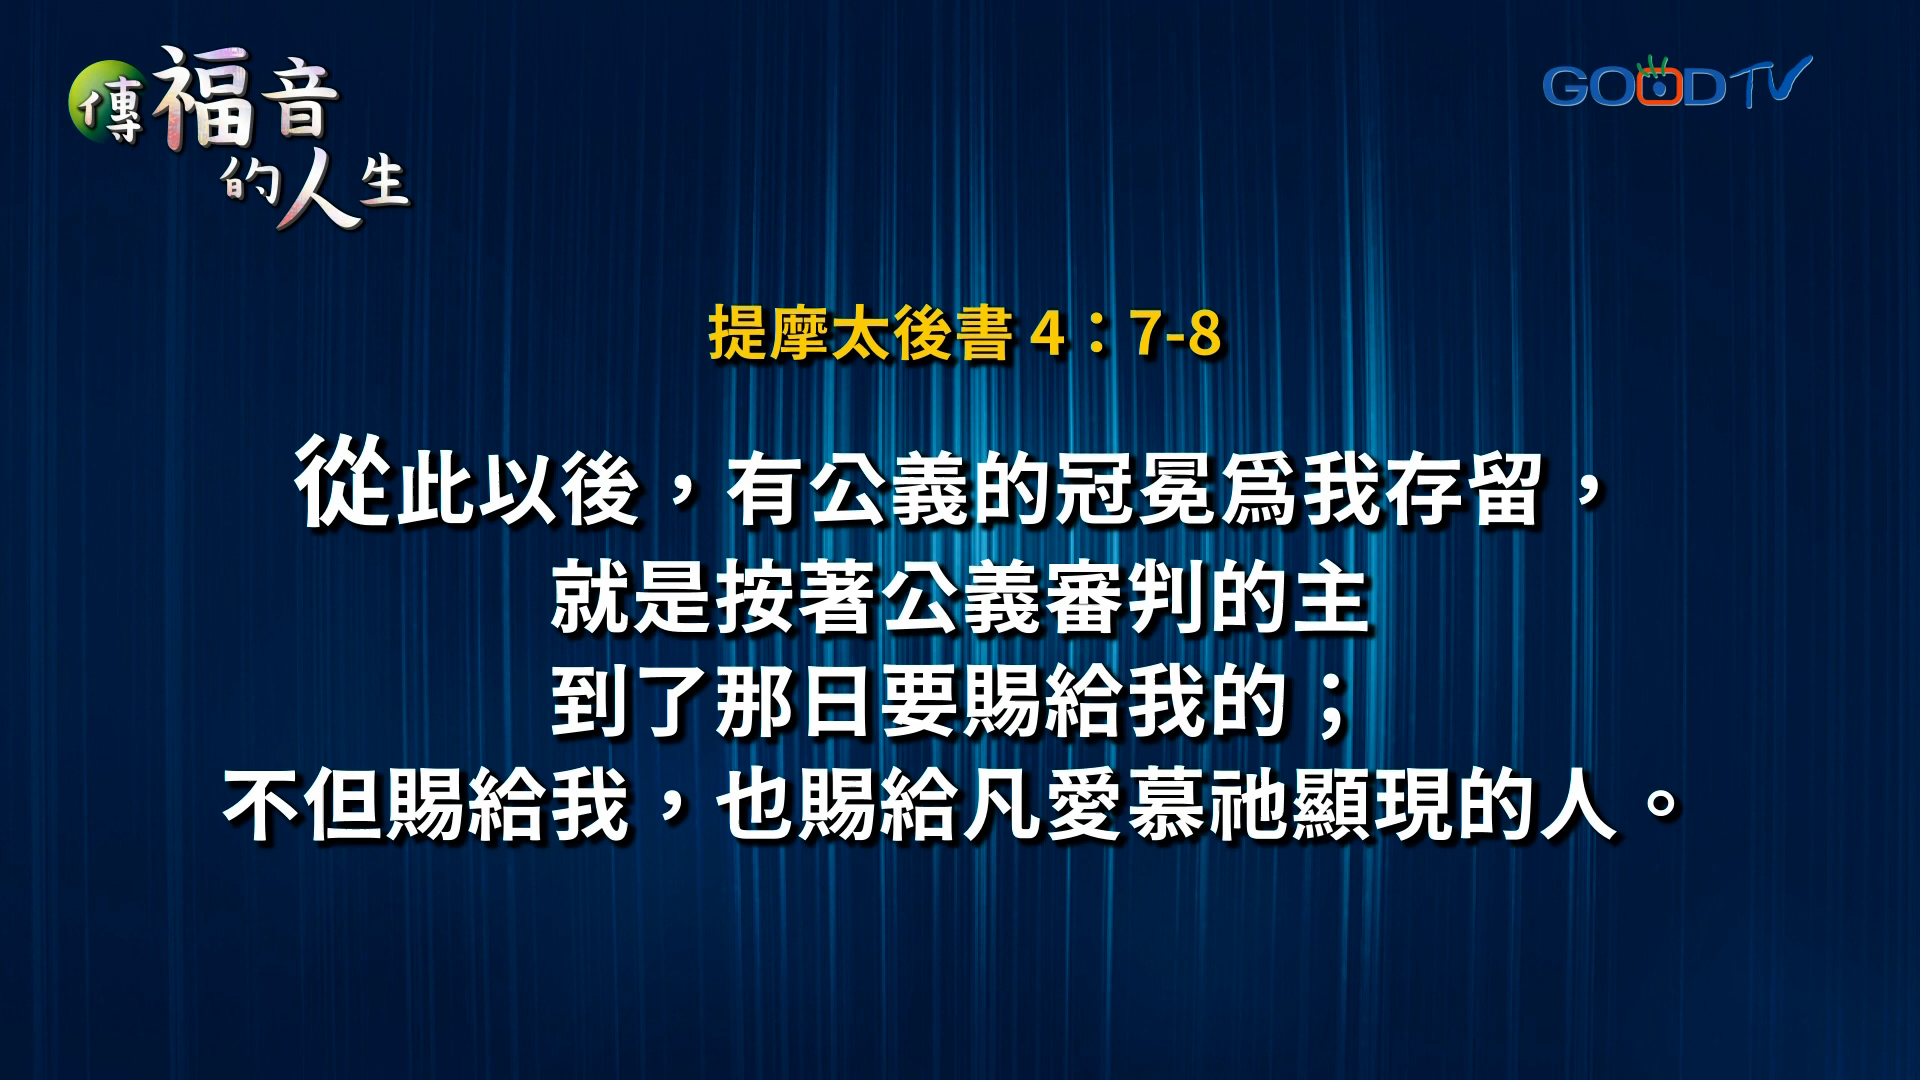 傳福音
的人生
GOODTV
提摩太後書 4：7-8
從此以後，有公義的冠冕爲我存留，
就是按著公義審判的主
到了那日要賜給我的；
不但賜給我，也賜給凡愛慕祂顯現的人。